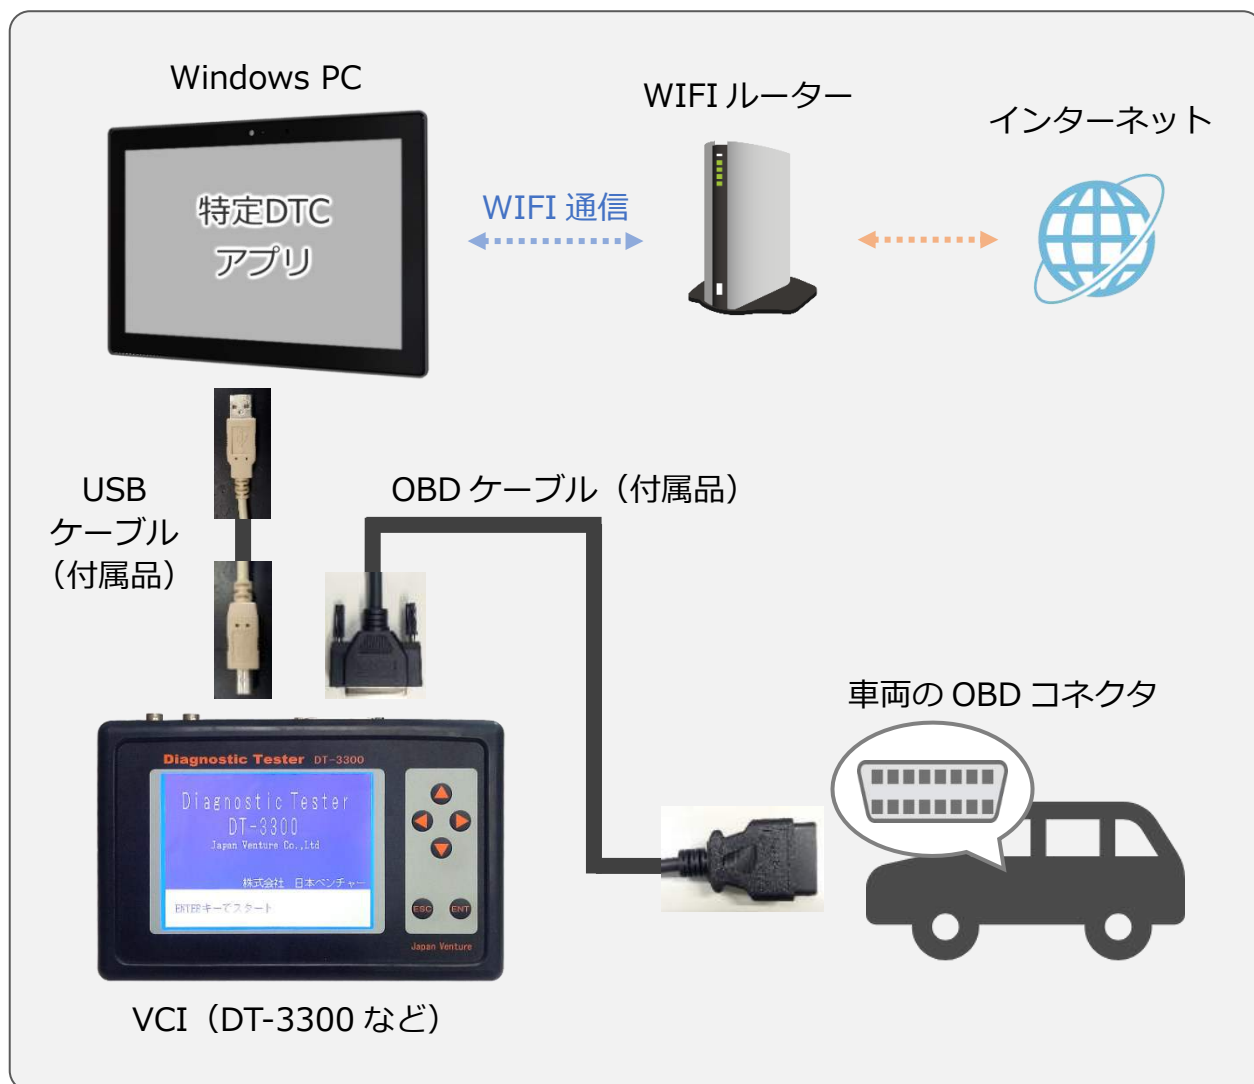 Windows PC
WIFI ルーター
インターネット
特定DTC
アプリ
WIFI 通信
USB
ケーブル
（付属品）
OBD ケーブル（付属品）
車両の OBD コネクタ
Diagnostic Tester DT-3300
Diagnostic Tester
DT-3300
Japan Venture Co.,Ltd
株式会社 日本ベンチャー
ENTERキーでスタート
ESC
ENT
Japan Venture
VCI（DT-3300 など）